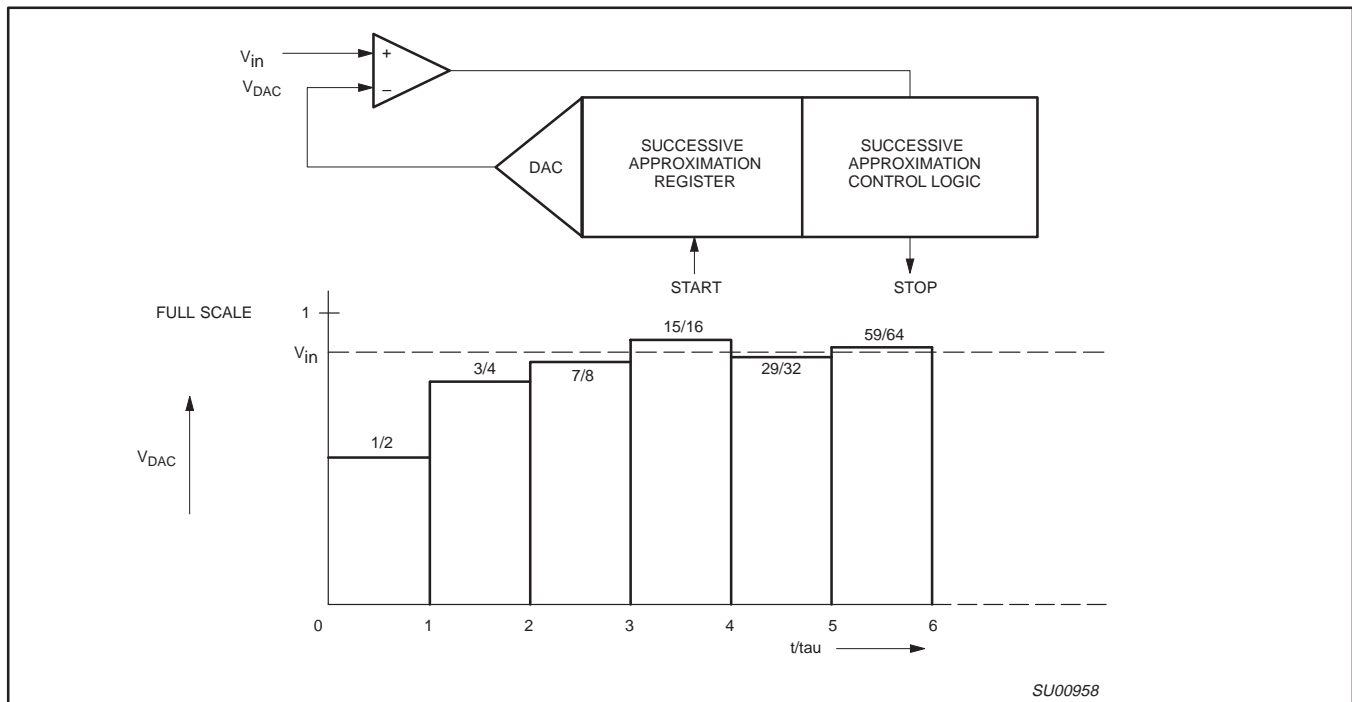 Vin
VDAC
+
–
DAC
SUCCESSIVE
APPROXIMATION
REGISTER
SUCCESSIVE
APPROXIMATION
CONTROL LOGIC
START
STOP
FULL SCALE
1
Vin
VDAC
1/2
3/4
7/8
15/16
29/32
59/64
0 1 2 3 4 5 6
t/tau
SU00958